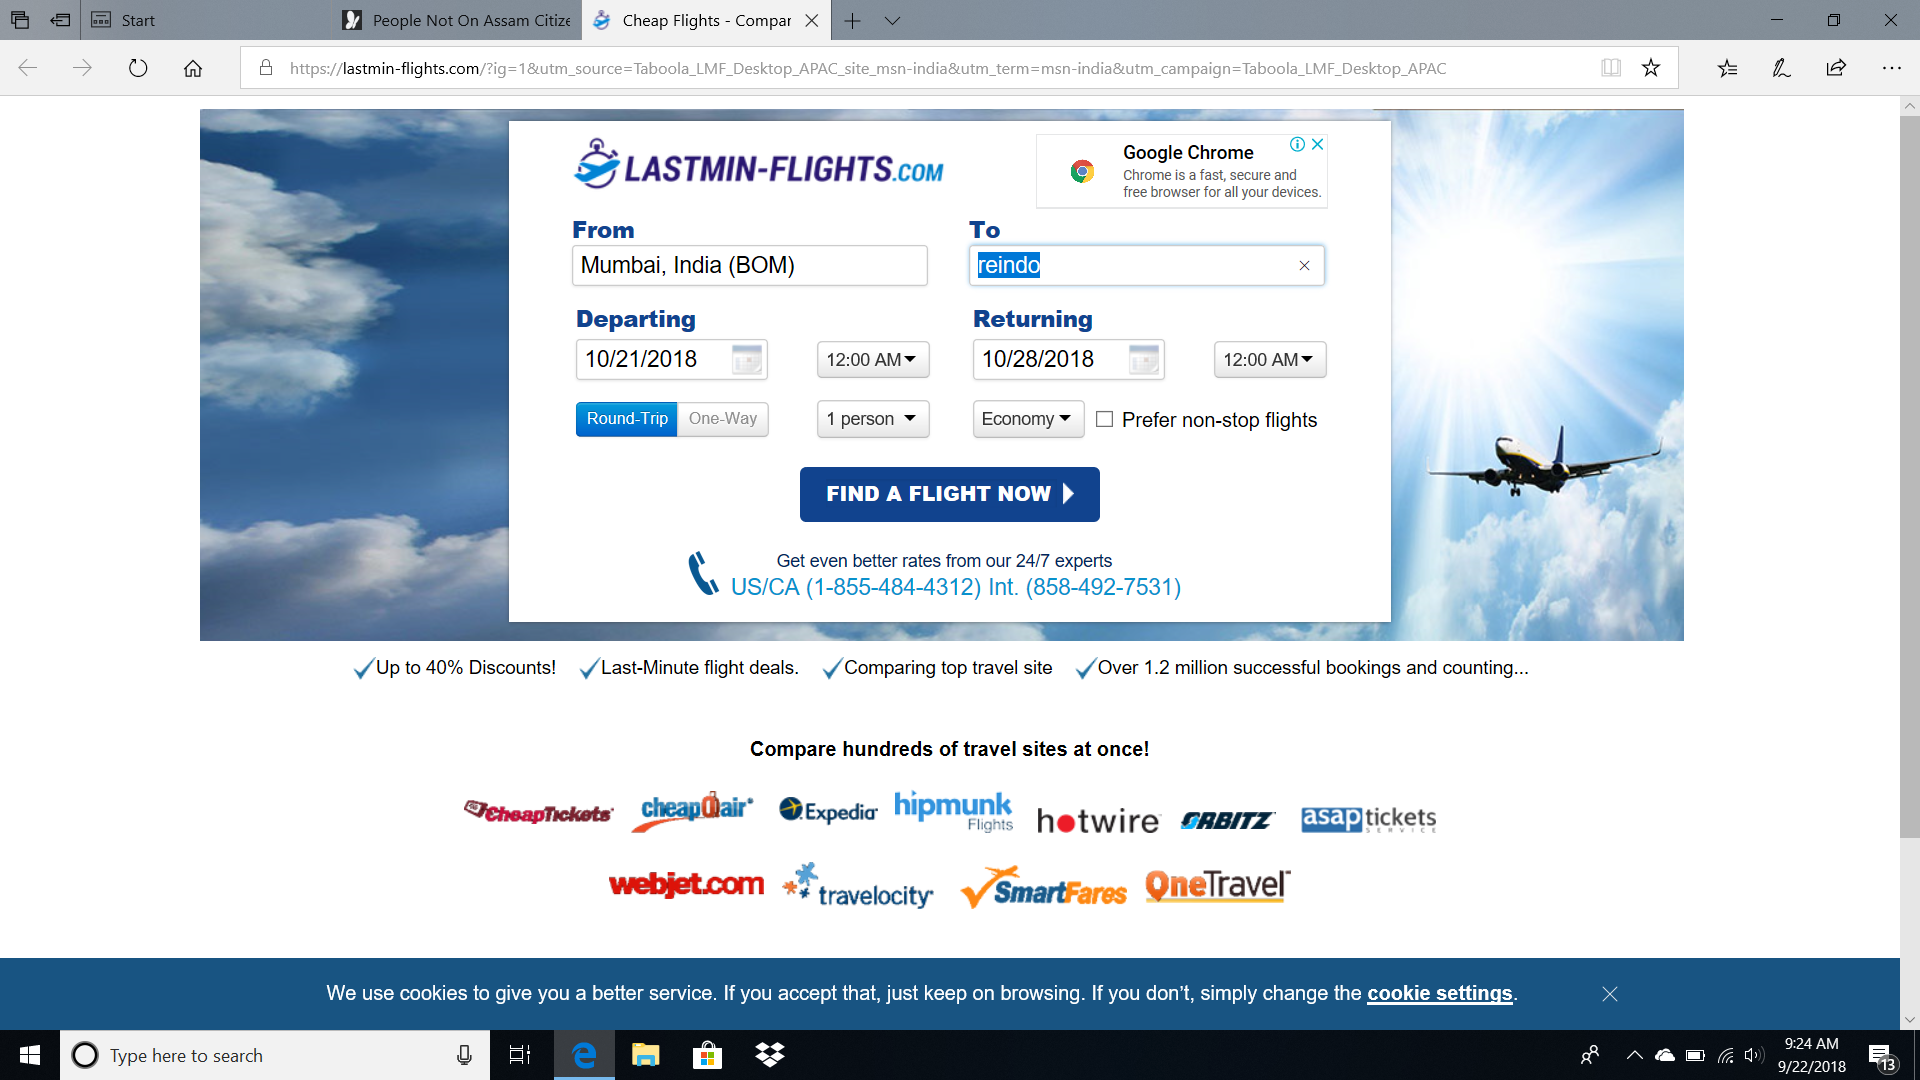 Start
People Not On Assam Citize
Cheap Flights - Compar
https://lastmin-flights.com/?ig=1&utm_source=Taboola_LMF_Desktop_APAC_site_msn-india&utm_term=msn-india&utm_campaign=Taboola_LMF_Desktop_APAC
LASTMIN-FLIGHTS.COM
Google Chrome
Chrome is a fast, secure and
free browser for all your devices.
From
To
Mumbai, India (BOM)
reindo
Departing
Returning
10/21/2018
12:00 AM
10/28/2018
12:00 AM
Round-Trip
One-Way
1 person
Economy
Prefer non-stop flights
FIND A FLIGHT NOW
Get even better rates from our 24/7 experts
US/CA (1-855-484-4312) Int. (858-492-7531)
Up to 40% Discounts!
Last-Minute flight deals.
Comparing top travel site
Over 1.2 million successful bookings and counting...
Compare hundreds of travel sites at once!
CheapTickets
cheapOair
Expedia
hipmunk
Flights
hotwire
ORBITZ
asaptickets
SERVICE
webjet.com
travelocity
SmartFares
OneTravel
We use cookies to give you a better service. If you accept that, just keep on browsing. If you don't, simply change the cookie settings.
Type here to search
9:24 AM
9/22/2018
13